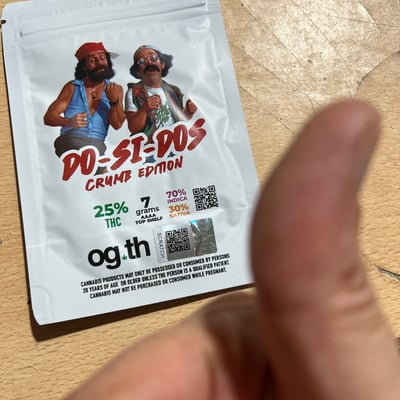 DO-SI-DOS
CRUMB EDITION
25%
THC
7
grams
AAAA
TOP SHELF
70%
INDICA
30%
SATIVA
og.th
SCRATCH
CANNABIS PRODUCTS MAY ONLY BE POSSESSED OR CONSUMED BY PERSONS
20 YEARS OF AGE OR OLDER UNLESS THE PERSON IS A QUALIFIED PATIENT.
CANNABIS MAY NOT BE PURCHASED OR CONSUMED WHILE PREGNANT.